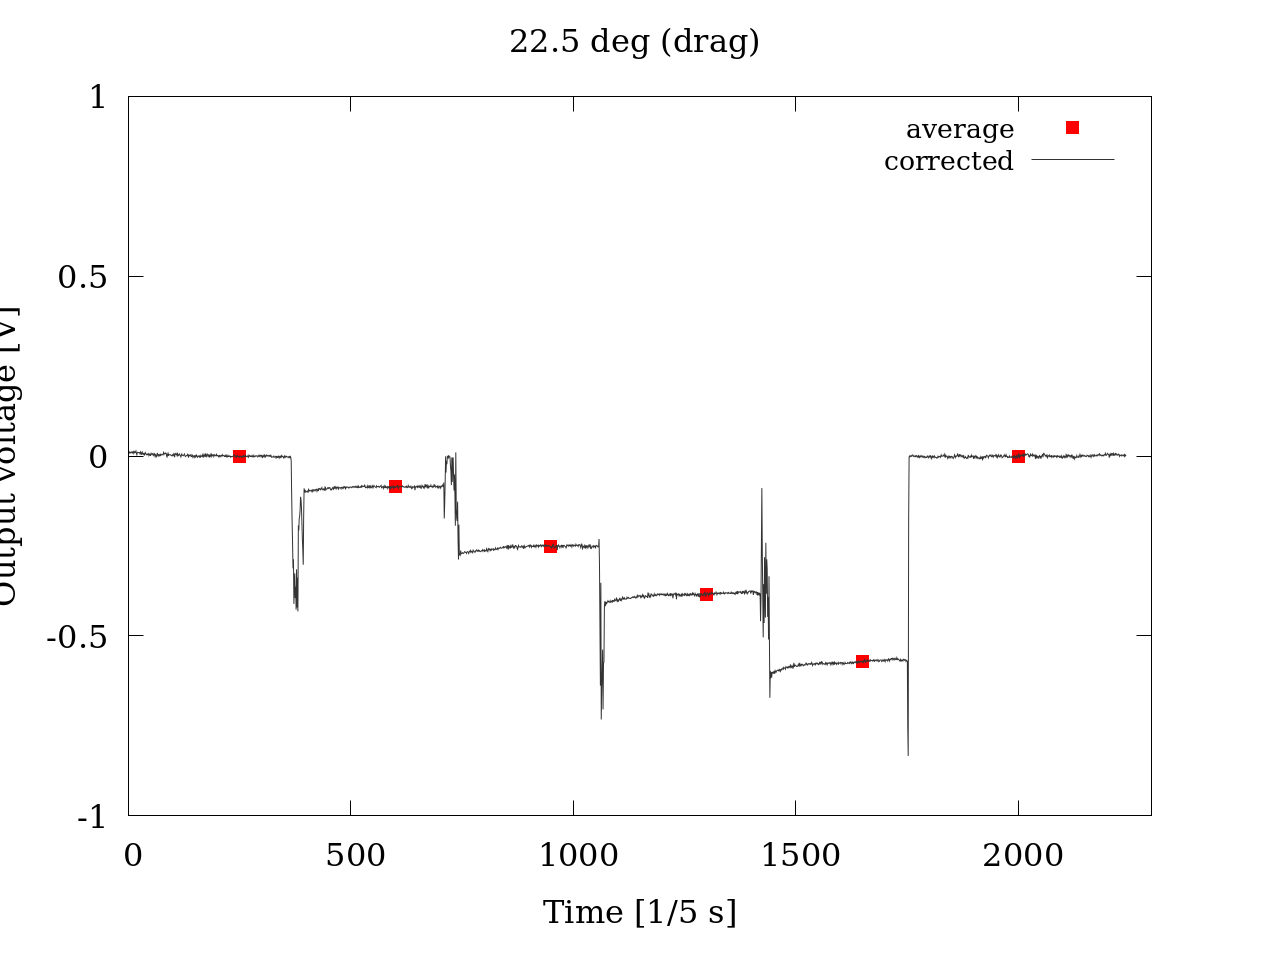 22.5 deg (drag)
1
0.5
0
-0.5
-1
Output voltage [V]
average
corrected
0 500 1000 1500 2000
Time [1/5 s]